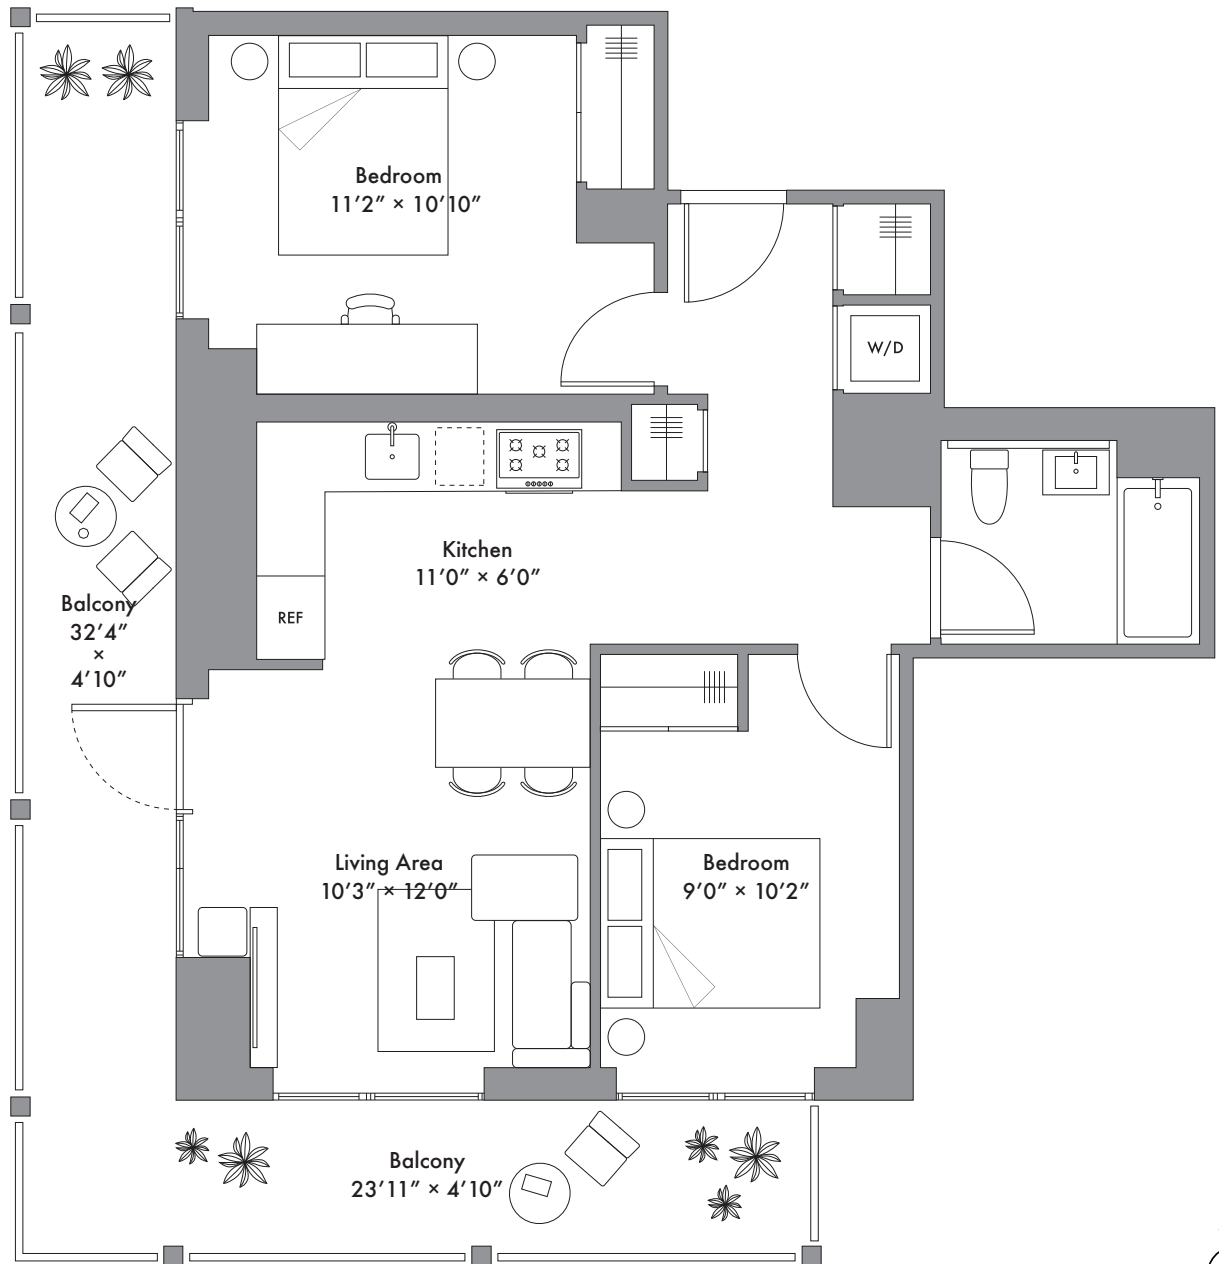 Bedroom
11’2” × 10’10”
W/D
Kitchen
11’0” × 6’0”
REF
Balcony
32’4”
×
4’10”
Living Area
10’3” × 12’0”
Bedroom
9’0” × 10’2”
Balcony
23’11” × 4’10”